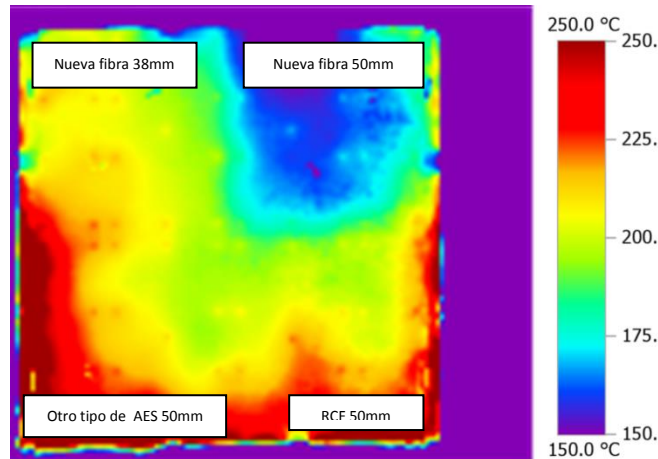 250.0 °C
250.
Nueva fibra 38mm
Nueva fibra 50mm
225.
200.
175.
Otro tipo de AES 50mm
RCF 50mm
150.
150.0 °C